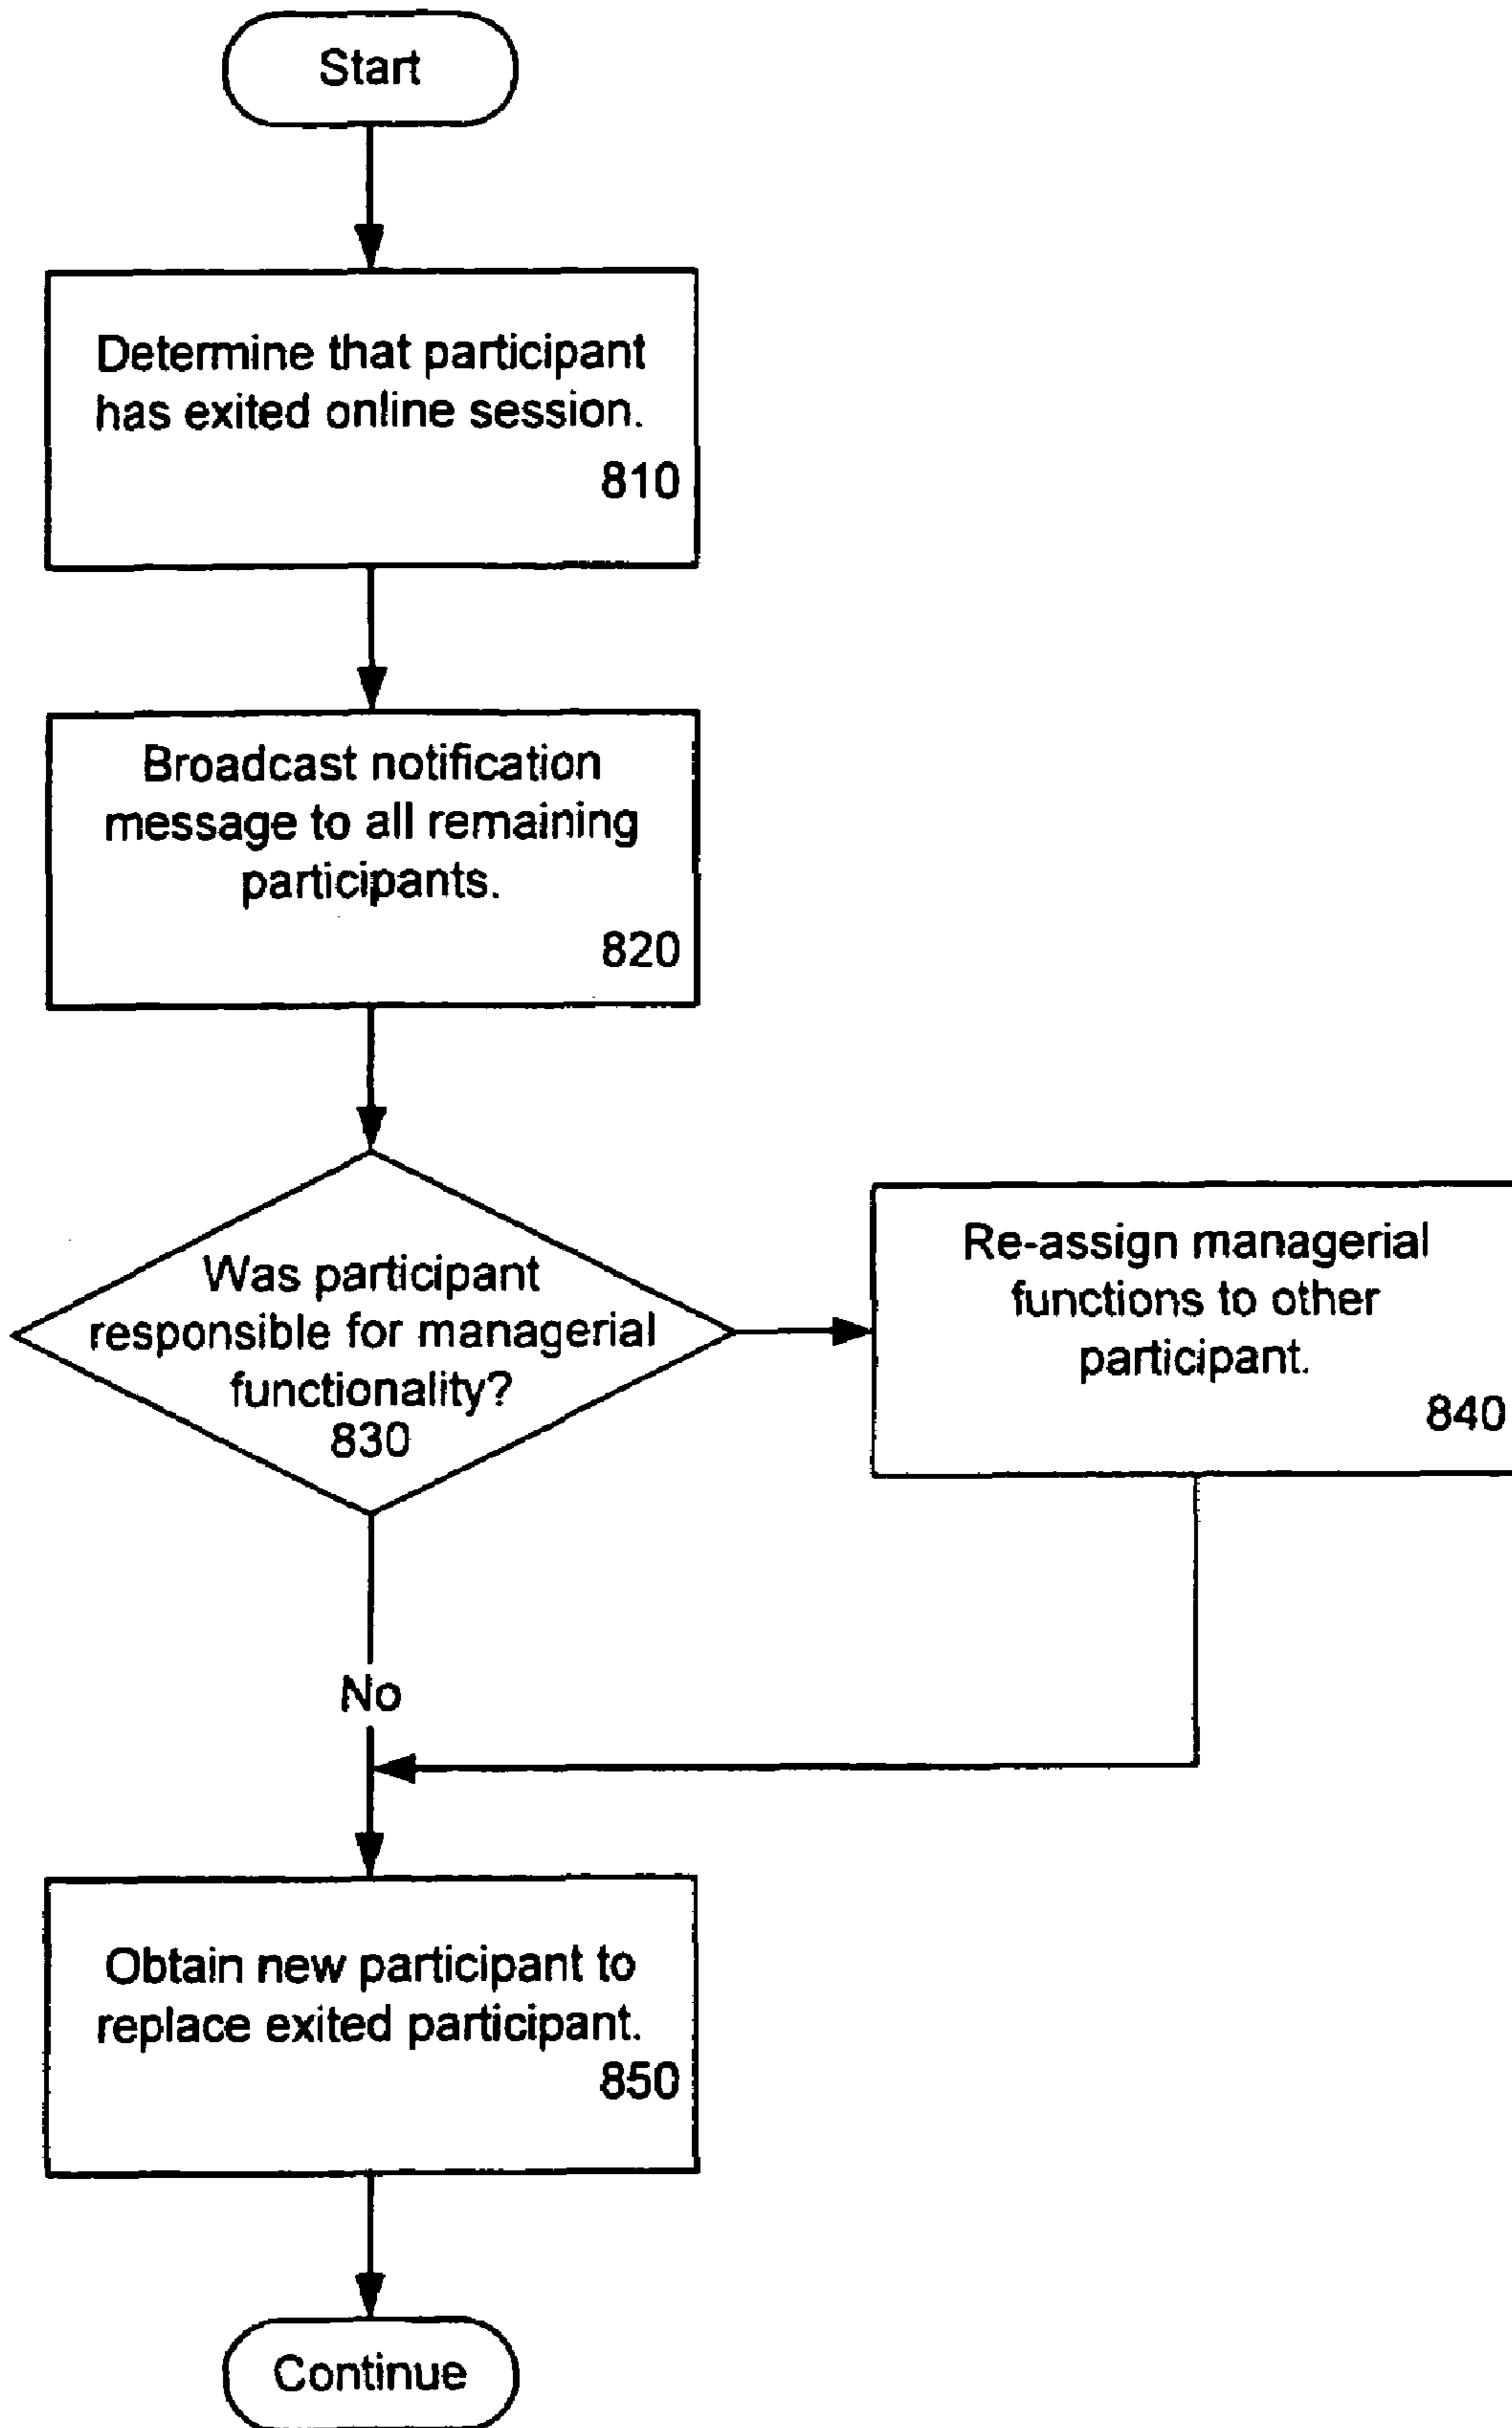 Start
Determine that participant
has exited online session.
810
Broadcast notification
message to all remaining
participants.
820
Was participant
responsible for managerial
functionality?
830
Re-assign managerial
functions to other
participant.
840
No
Obtain new participant to
replace exited participant.
850
Continue